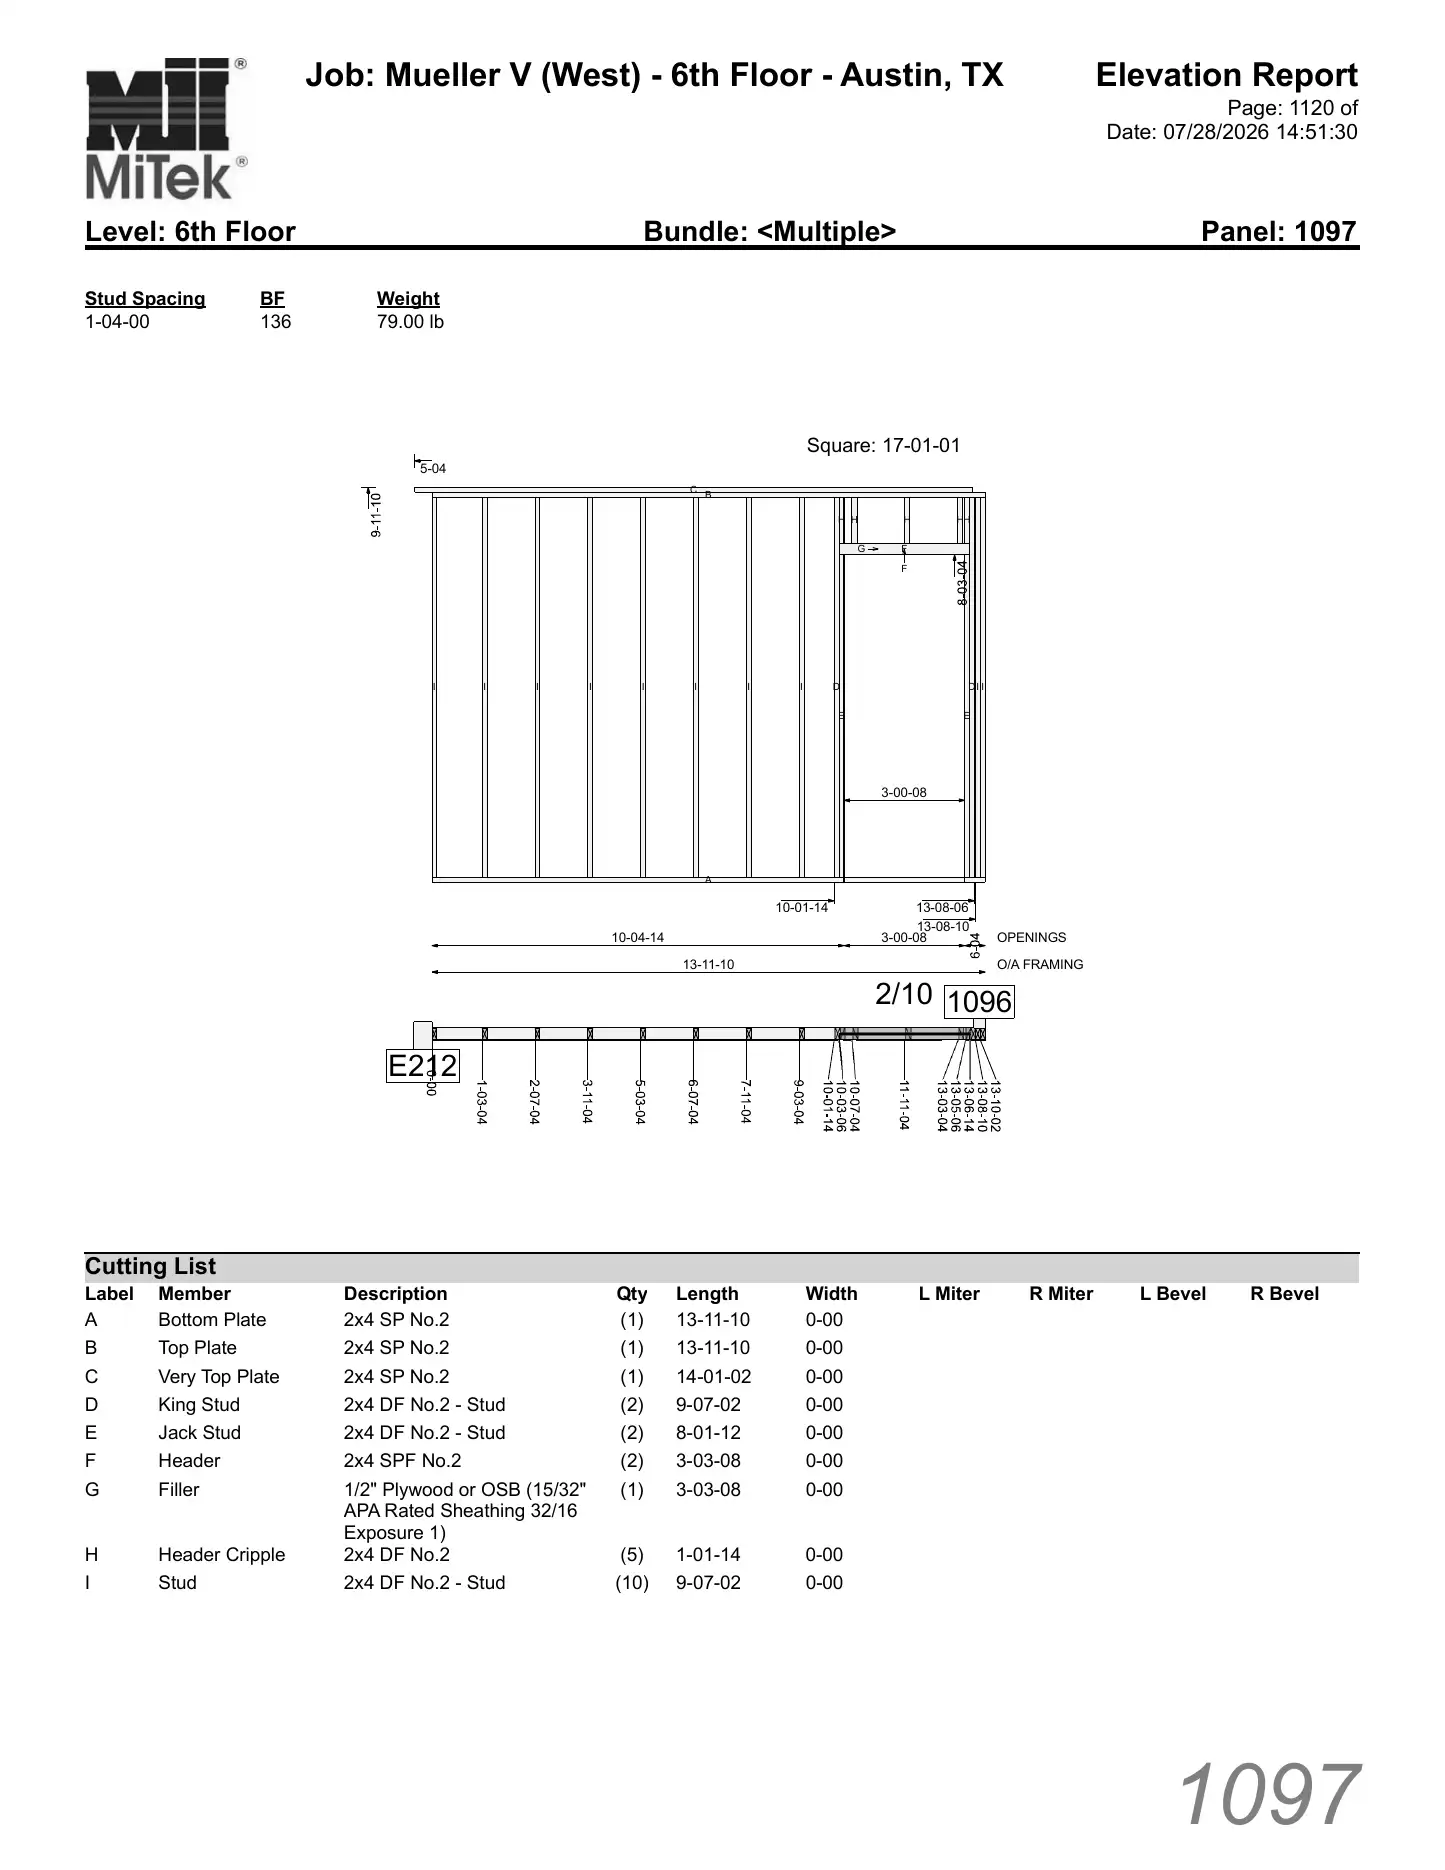 Job: Mueller V (West) - 6th Floor - Austin, TX
Elevation Report
Page: 1120 of
Date: 07/28/2026 14:51:30
MiTek®
Level: 6th Floor Bundle: <Multiple> Panel: 1097
Stud Spacing BF Weight
1-04-00 136 79.00 lb
Square: 17-01-01
5-04
9-11-10
C
B
H H H H H
G F
F
8-03-04
I I I I I I I I D D I I
E E
3-00-08
A
10-01-14 13-08-06
13-08-10
10-04-14 3-00-08 6-04 OPENINGS
13-11-10 O/A FRAMING
2/10 1096
E212
0-00
1-03-04
2-07-04
3-11-04
5-03-04
6-07-04
7-11-04
9-03-04
10-01-14
10-03-06
10-07-04
11-11-04
13-03-04
13-05-06
13-06-14
13-08-10
13-10-02
Cutting List
Label Member Description Qty Length Width L Miter R Miter L Bevel R Bevel
A Bottom Plate 2x4 SP No.2 (1) 13-11-10 0-00
B Top Plate 2x4 SP No.2 (1) 13-11-10 0-00
C Very Top Plate 2x4 SP No.2 (1) 14-01-02 0-00
D King Stud 2x4 DF No.2 - Stud (2) 9-07-02 0-00
E Jack Stud 2x4 DF No.2 - Stud (2) 8-01-12 0-00
F Header 2x4 SPF No.2 (2) 3-03-08 0-00
G Filler 1/2" Plywood or OSB (15/32" (1) 3-03-08 0-00
APA Rated Sheathing 32/16
Exposure 1)
H Header Cripple 2x4 DF No.2 (5) 1-01-14 0-00
I Stud 2x4 DF No.2 - Stud (10) 9-07-02 0-00
1097